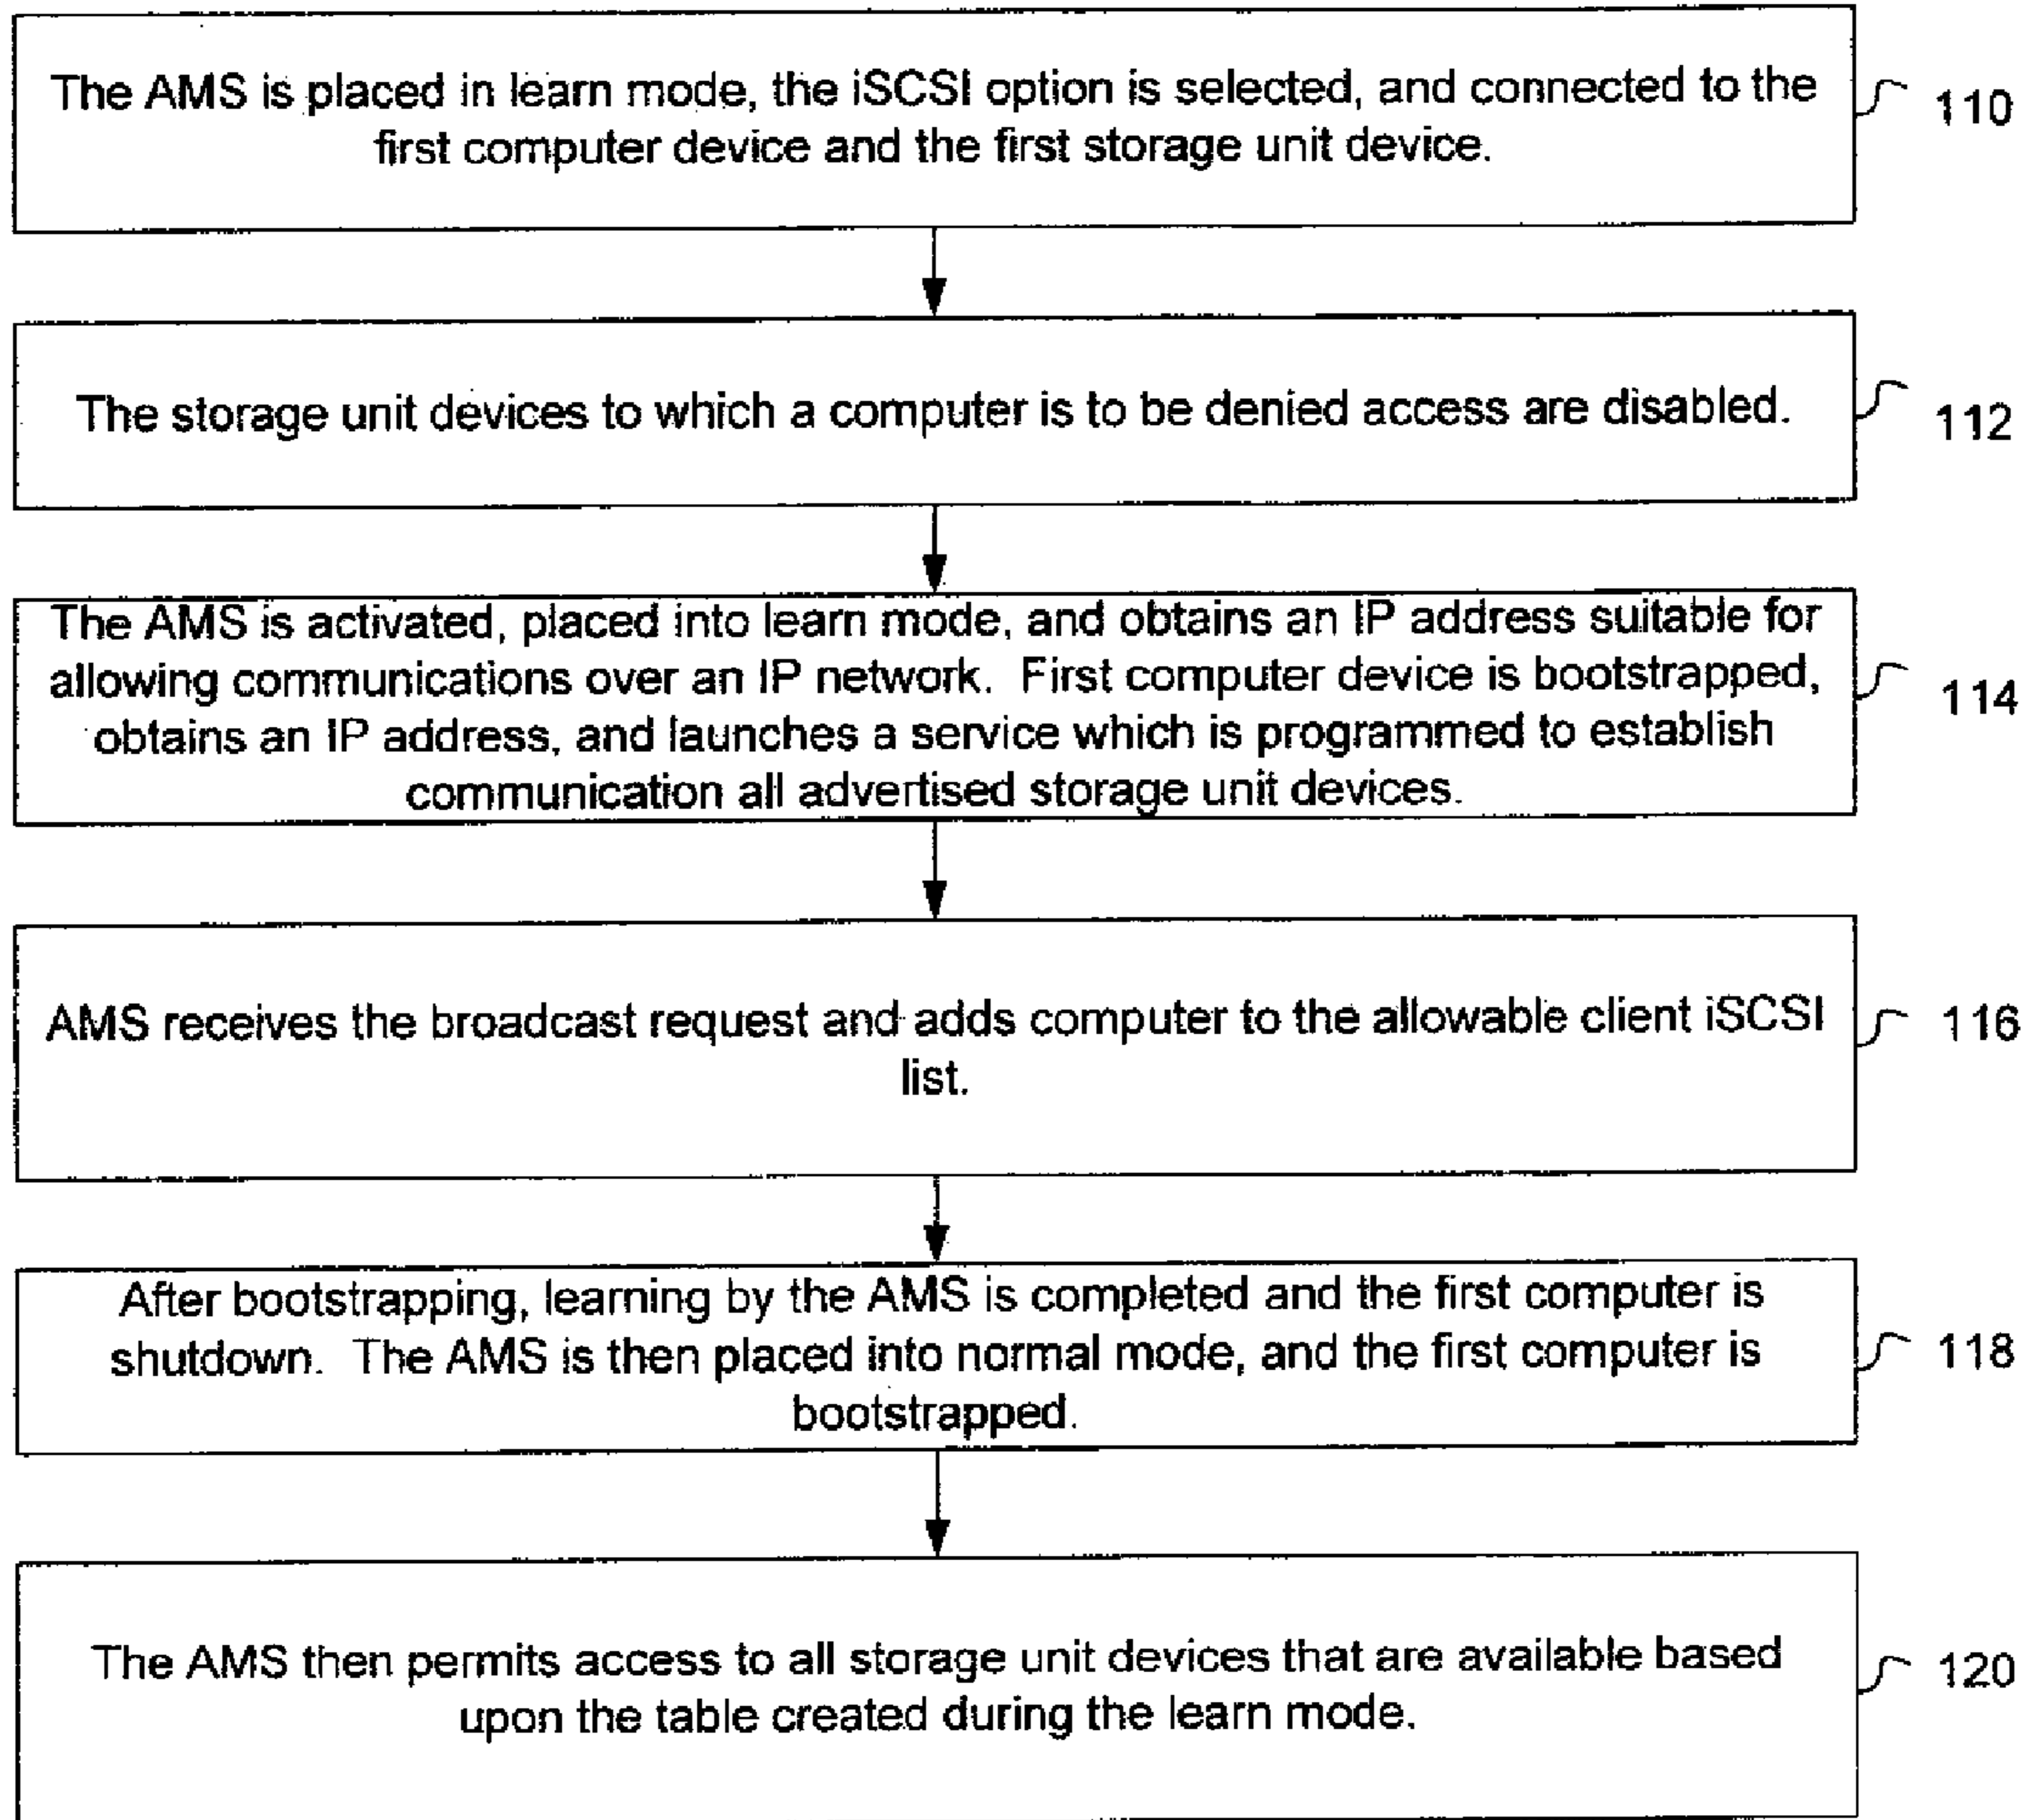 The AMS is placed in learn mode, the iSCSI option is selected, and connected to the
first computer device and the first storage unit device.
110
The storage unit devices to which a computer is to be denied access are disabled.
112
The AMS is activated, placed into learn mode, and obtains an IP address suitable for
allowing communications over an IP network. First computer device is bootstrapped,
obtains an IP address, and launches a service which is programmed to establish
communication all advertised storage unit devices.
114
AMS receives the broadcast request and adds computer to the allowable client iSCSI
list.
116
After bootstrapping, learning by the AMS is completed and the first computer is
shutdown. The AMS is then placed into normal mode, and the first computer is
bootstrapped.
118
The AMS then permits access to all storage unit devices that are available based
upon the table created during the learn mode.
120